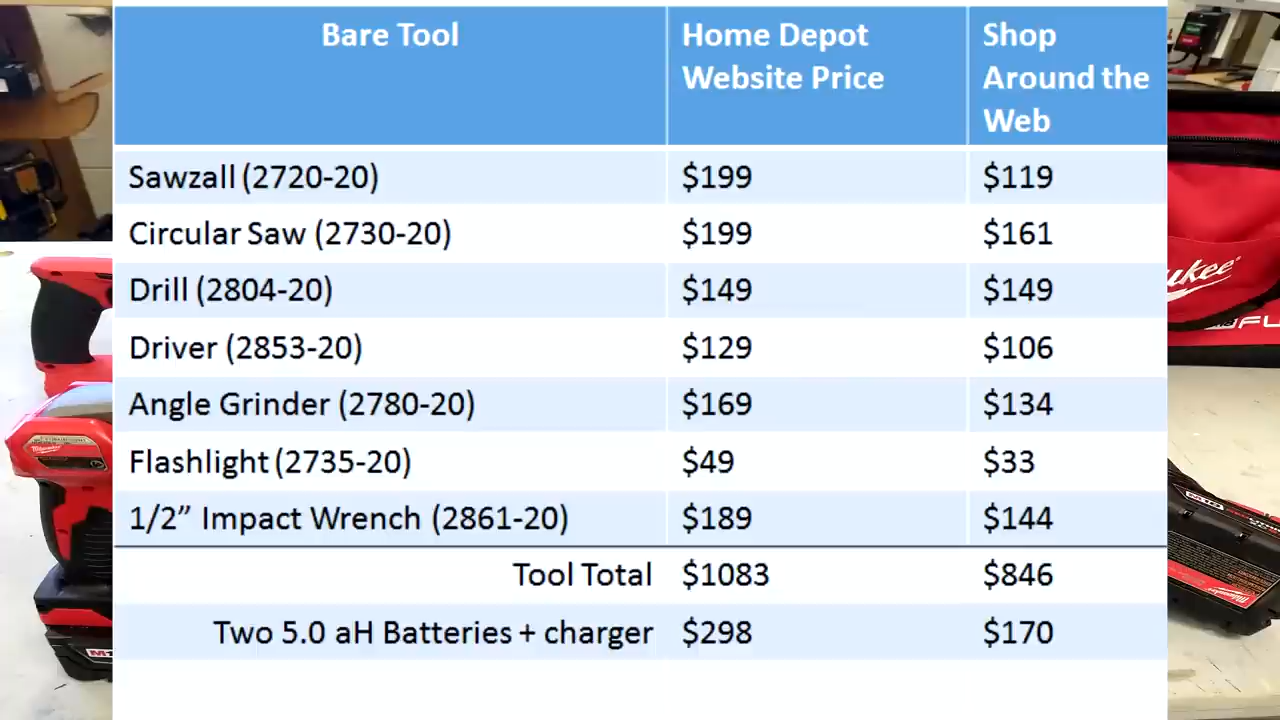 Bare Tool
Home Depot
Website Price
Shop
Around the
Web
Sawzall (2720-20) $199 $119
Circular Saw (2730-20) $199 $161
Drill (2804-20) $149 $149
Driver (2853-20) $129 $106
Angle Grinder (2780-20) $169 $134
Flashlight (2735-20) $49 $33
1/2” Impact Wrench (2861-20) $189 $144
Tool Total $1083 $846
Two 5.0 aH Batteries + charger $298 $170
ukee
FU
M18